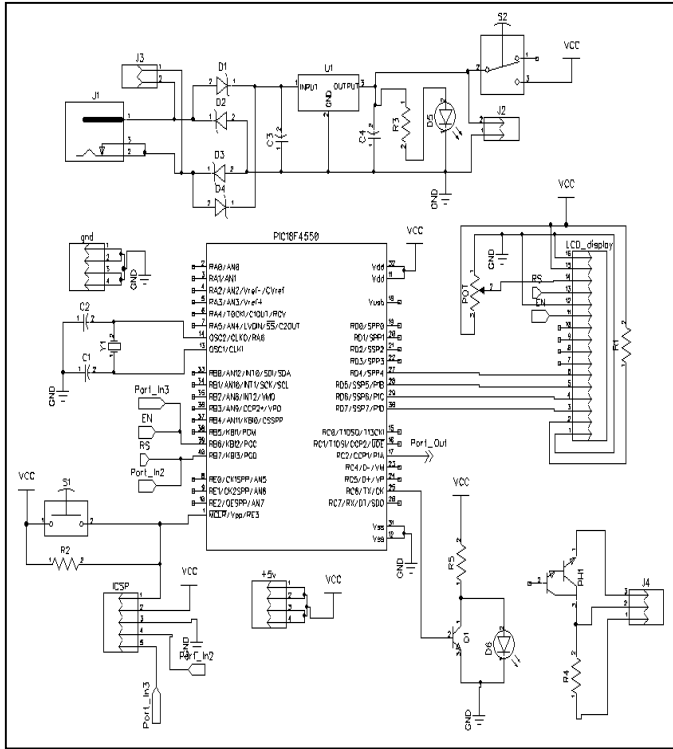 S2
VCC
J3
D1
U1
INPUT OUTPUT
GND
J1
D2
C3
C4
R3
D5
J2
D3
D4
GND
VCC
gnd
GND
PIC18F4550
VCC
GND
LCD_display
RA0/AN0
RA1/AN1
RA2/AN2/Vref-/CVref
RA3/AN3/Vref+
RA4/T0CKI/C1OUT/RCV
RA5/AN4/LVDIN/SS/C2OUT
OSC2/CLKO/RA6
OSC1/CLKI
Vdd
Vdd
Vusb
RD0/SPP0
RD1/SPP1
RD2/SPP2
RD3/SPP3
RD4/SPP4
RD5/SSP5/P1B
RD6/SSP6/P1C
RD7/SSP7/P1D
POT
RS
EN
R1
C2
Y1
C1
GND
Port_In3
EN
RS
Port_In2
RB0/AN12/INT0/SDI/SDA
RB1/AN10/INT1/SCK/SCL
RB2/AN8/INT2/VMO
RB3/AN9/CCP2+/VPO
RB4/AN11/KBI0/CSSPP
RB5/KBI1/PGM
RB6/KBI2/PGC
RB7/KBI3/PGD
RC0/T1OSO/T13CKI
RC1/T1OSI/CCP2/UOE
RC2/CCP1/P1A
RC4/D-/VM
RC5/D+/VP
RC6/TX/CK
RC7/RX/DT/SDO
Port_Out
RE0/CK1SPP/AN5
RE1/CK2SPP/AN6
RE2/OESPP/AN7
MCLR/Vpp/RE3
Vss
Vss
GND
VCC
S1
R2
ICSP
VCC
GND
Port_In2
Port_In3
+5v
VCC
VCC
R5
Q1
D6
GND
PH1
J4
R4